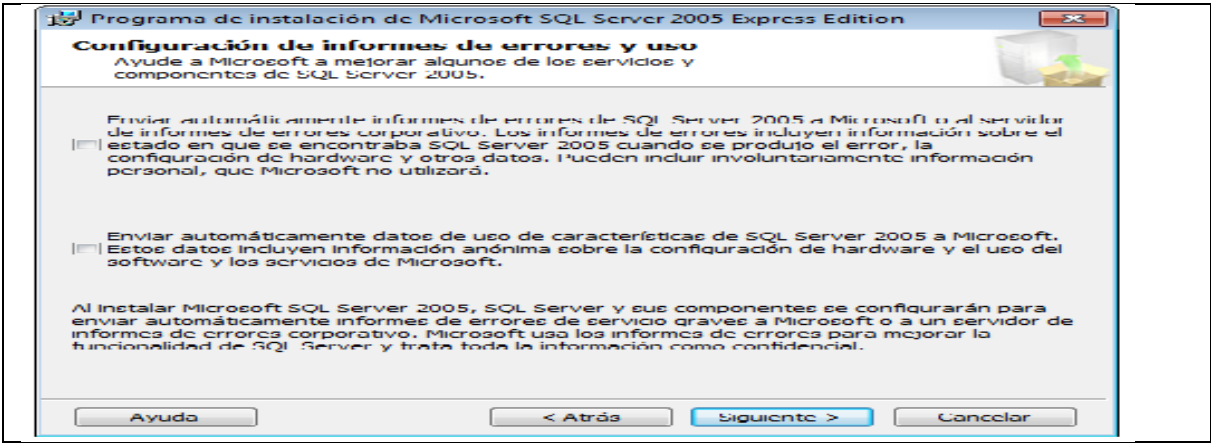 Programa de instalación de Microsoft SQL Server 2005 Express Edition
Configuración de informes de errores y uso
Ayude a Microsoft a mejorar algunos de los servicios y
componentes de SQL Server 2005.
Enviar automáticamente informes de errores de SQL Server 2005 a Microsoft o al servidor
de informes de errores corporativo. Los informes de errores incluyen información sobre el
estado en que se encontraba SQL Server 2005 cuando se produjo el error, la
configuración de hardware y otros datos. Pueden incluir involuntariamente información
personal, que Microsoft no utilizará.
Enviar automáticamente datos de uso de características de SQL Server 2005 a Microsoft.
Estos datos incluyen información anónima sobre la configuración de hardware y el uso del
software y los servicios de Microsoft.
Al instalar Microsoft SQL Server 2005, SQL Server y sus componentes se configurarán para
enviar automáticamente informes de errores de servicio graves a Microsoft o a un servidor de
informes de errores corporativo. Microsoft usa los informes de errores para mejorar la
funcionalidad de SQL Server y trata toda la información como confidencial.
Ayuda
< Atrás
Siguiente >
Cancelar